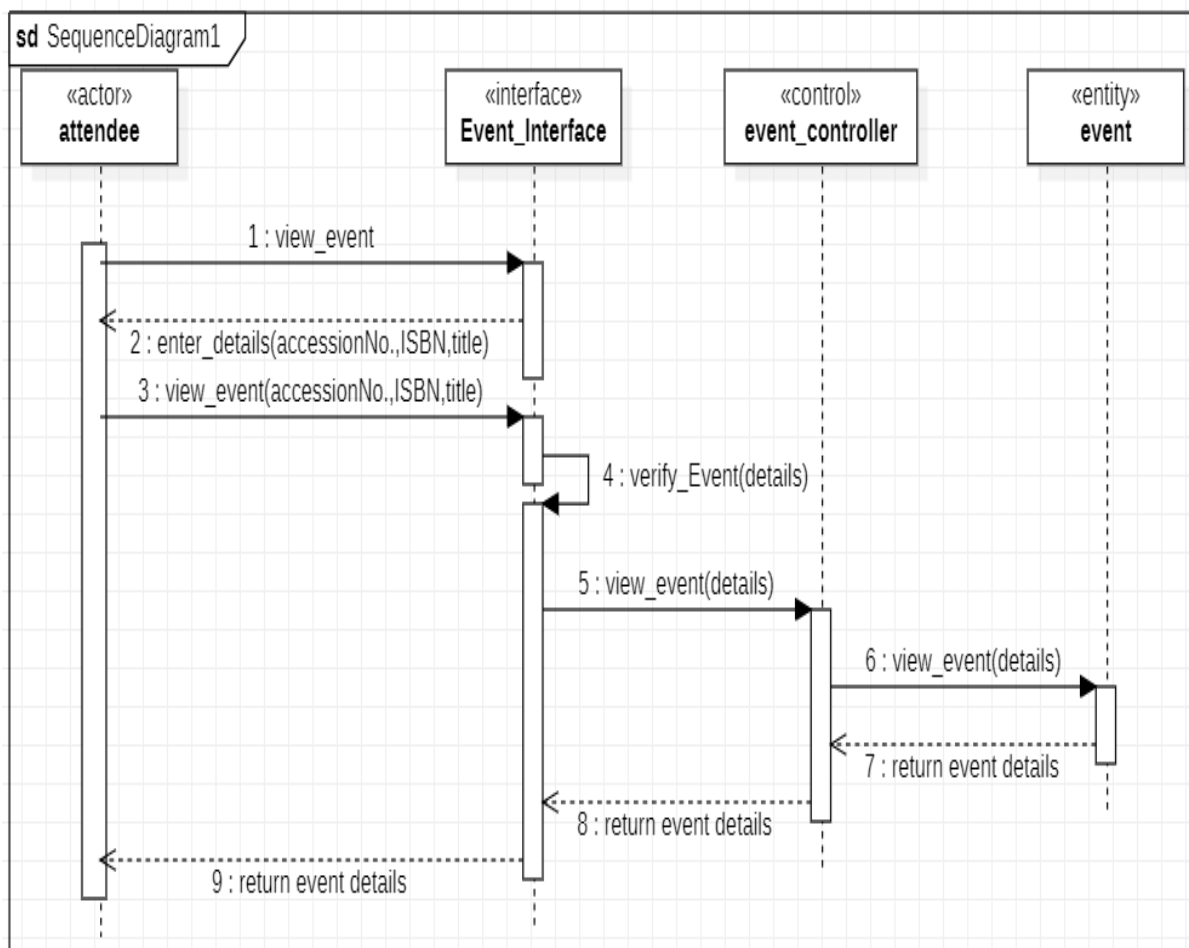 sd SequenceDiagram1
«actor»
attendee
«interface»
Event_Interface
«control»
event_controller
«entity»
event
1 : view_event
2 : enter_details(accessionNo.,ISBN,title)
3 : view_event(accessionNo.,ISBN,title)
4 : verify_Event(details)
5 : view_event(details)
6 : view_event(details)
7 : return event details
8 : return event details
9 : return event details